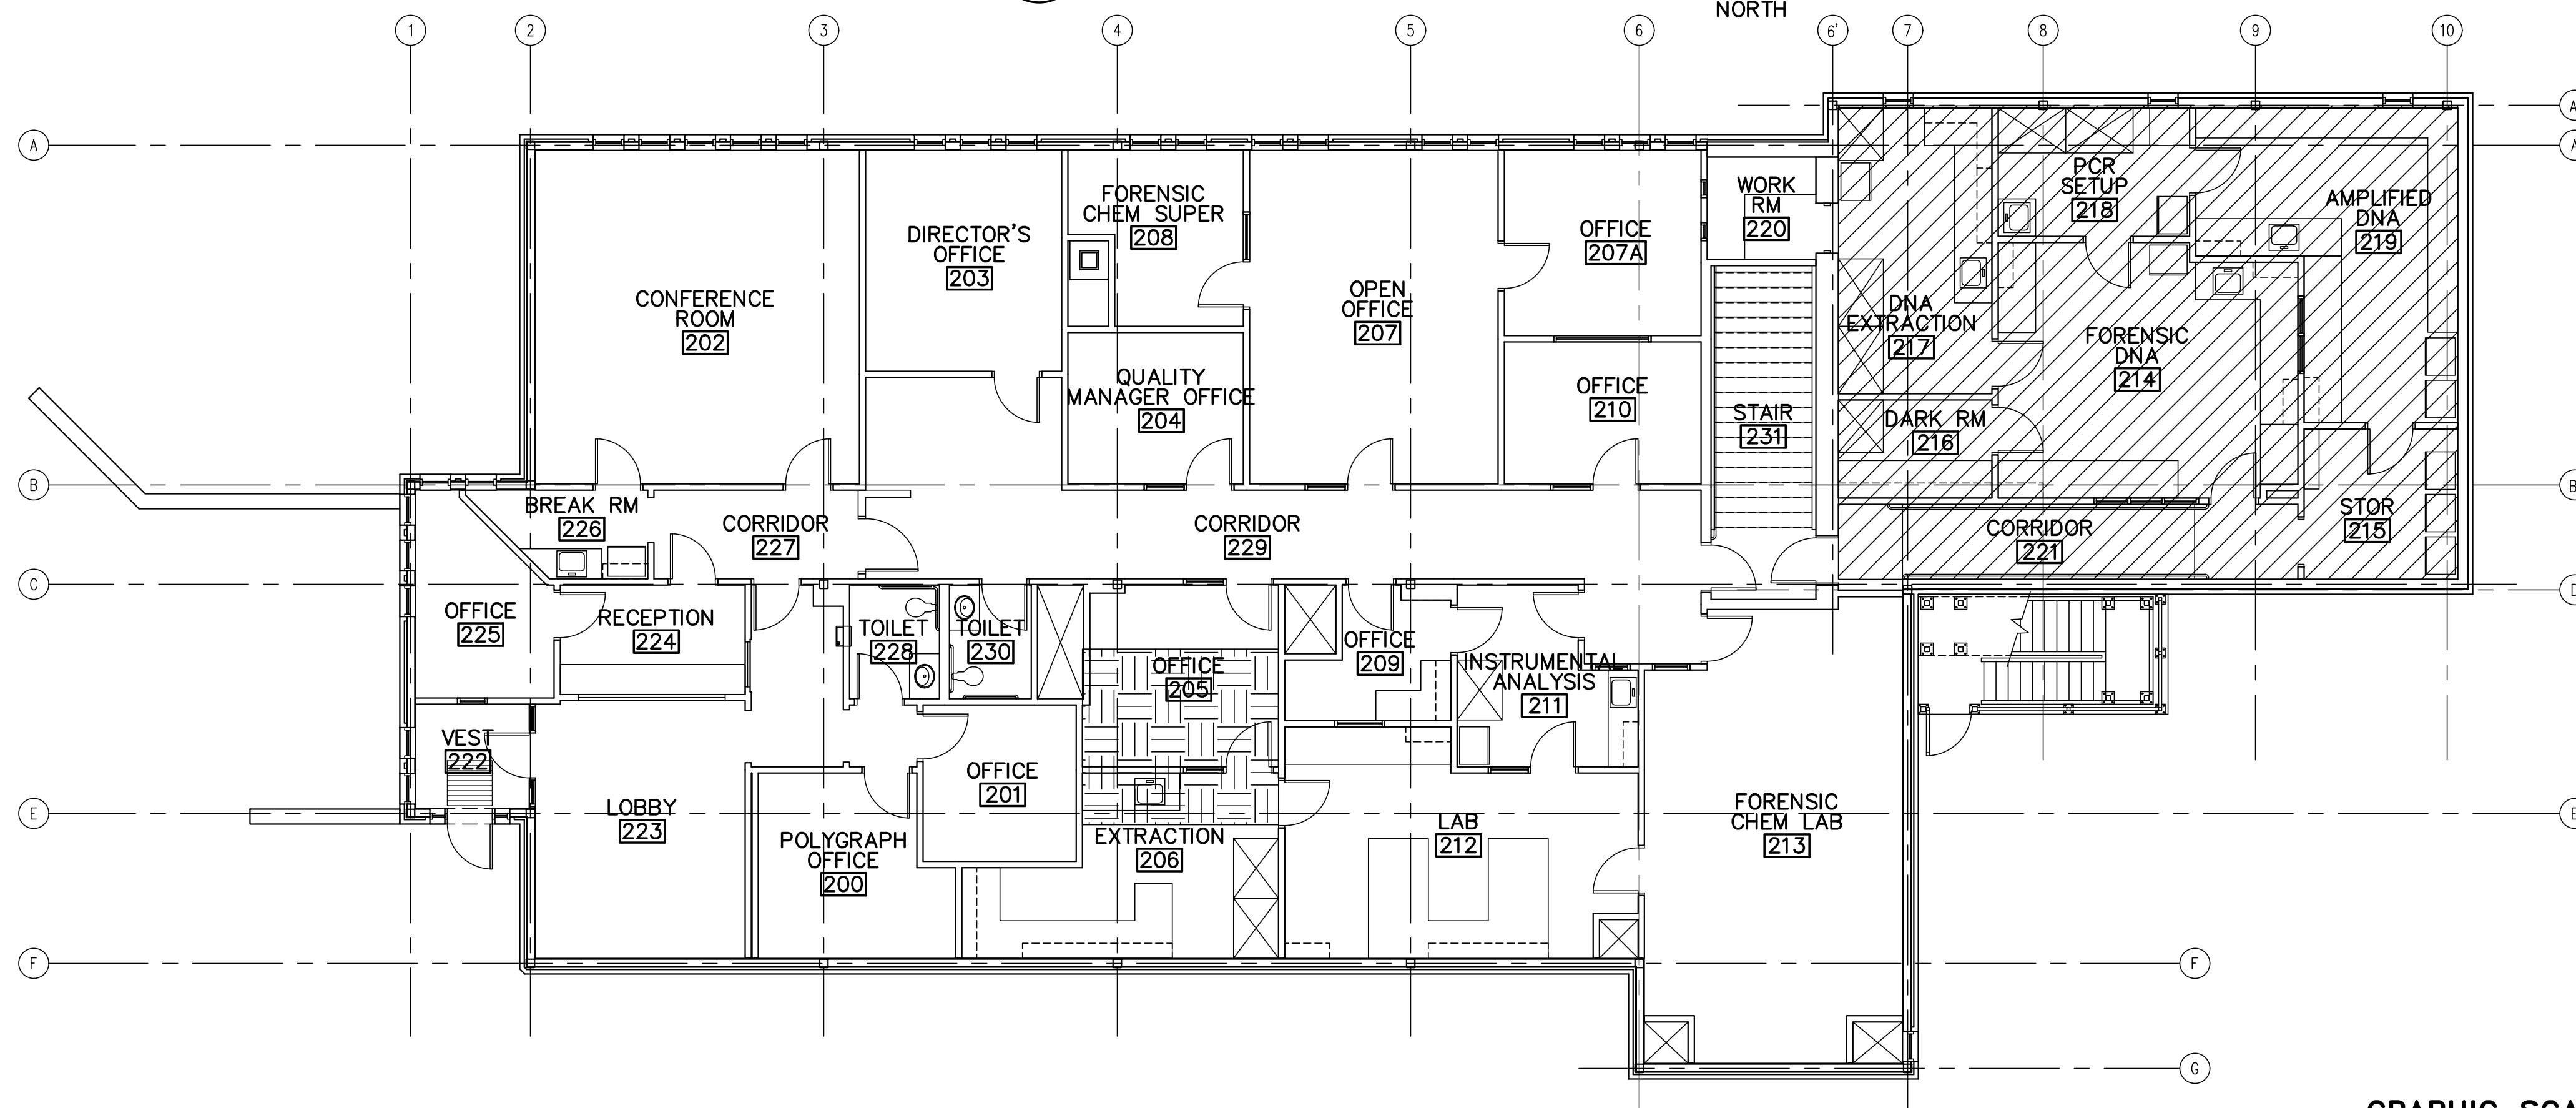 NORTH
1
2
3
4
5
6
6'
7
8
9
10
A
A
A
A
FORENSIC
CHEM SUPER
208
DIRECTOR'S
OFFICE
203
CONFERENCE
ROOM
202
OPEN
OFFICE
207
OFFICE
207A
WORK
RM
220
PCR
SETUP
218
AMPLIFIED
DNA
219
DNA
EXTRACTION
217
FORENSIC
DNA
214
QUALITY
MANAGER OFFICE
204
OFFICE
210
STAIR
231
DARK RM
216
B
B
BREAK RM
226
CORRIDOR
227
CORRIDOR
229
CORRIDOR
221
STOR
215
C
D
OFFICE
225
RECEPTION
224
TOILET
228
TOILET
230
OFFICE
205
OFFICE
209
INSTRUMENTAL
ANALYSIS
211
VEST
222
OFFICE
201
LOBBY
223
POLYGRAPH
OFFICE
200
EXTRACTION
206
LAB
212
FORENSIC
CHEM LAB
213
E
E
F
F
G